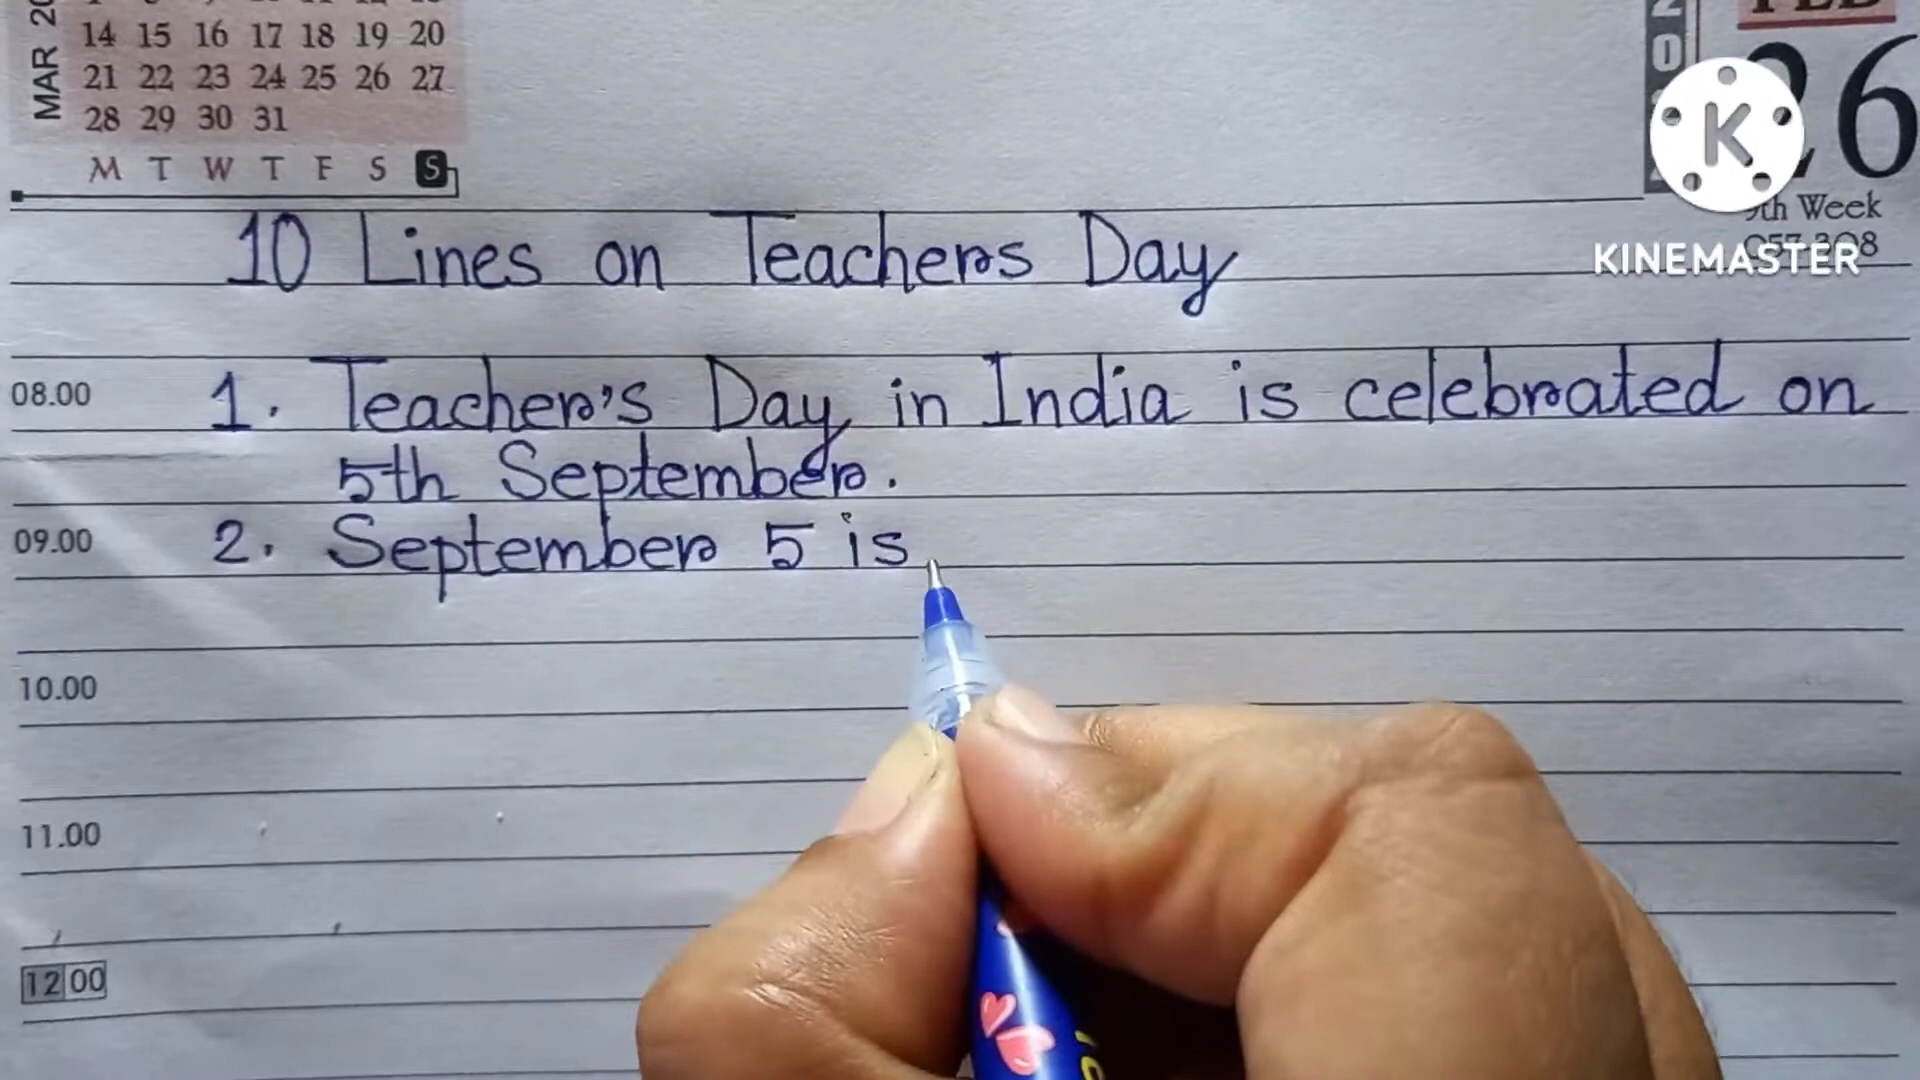 MAR 20
14 15 16 17 18 19 20
21 22 23 24 25 26 27
28 29 30 31
M T W T F S S
26
9th Week
KINEMASTER
10 Lines on Teachers Day
08.00
1. Teacher's Day in India is celebrated on
5th September.
09.00
2. September 5 is
10.00
11.00
12 00